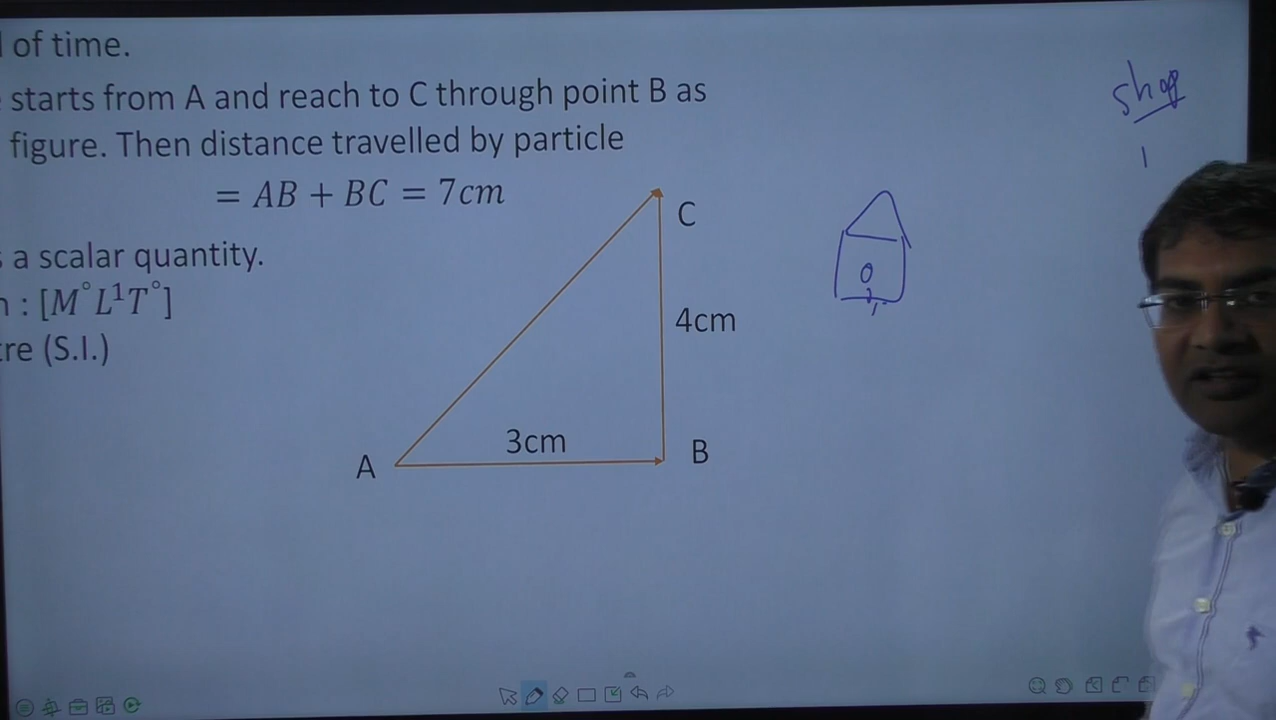 of time.
starts from A and reach to C through point B as
figure. Then distance travelled by particle
= AB + BC = 7cm
a scalar quantity.
: [M°L¹T°]
(S.I.)
C
4cm
3cm
A
B
shop